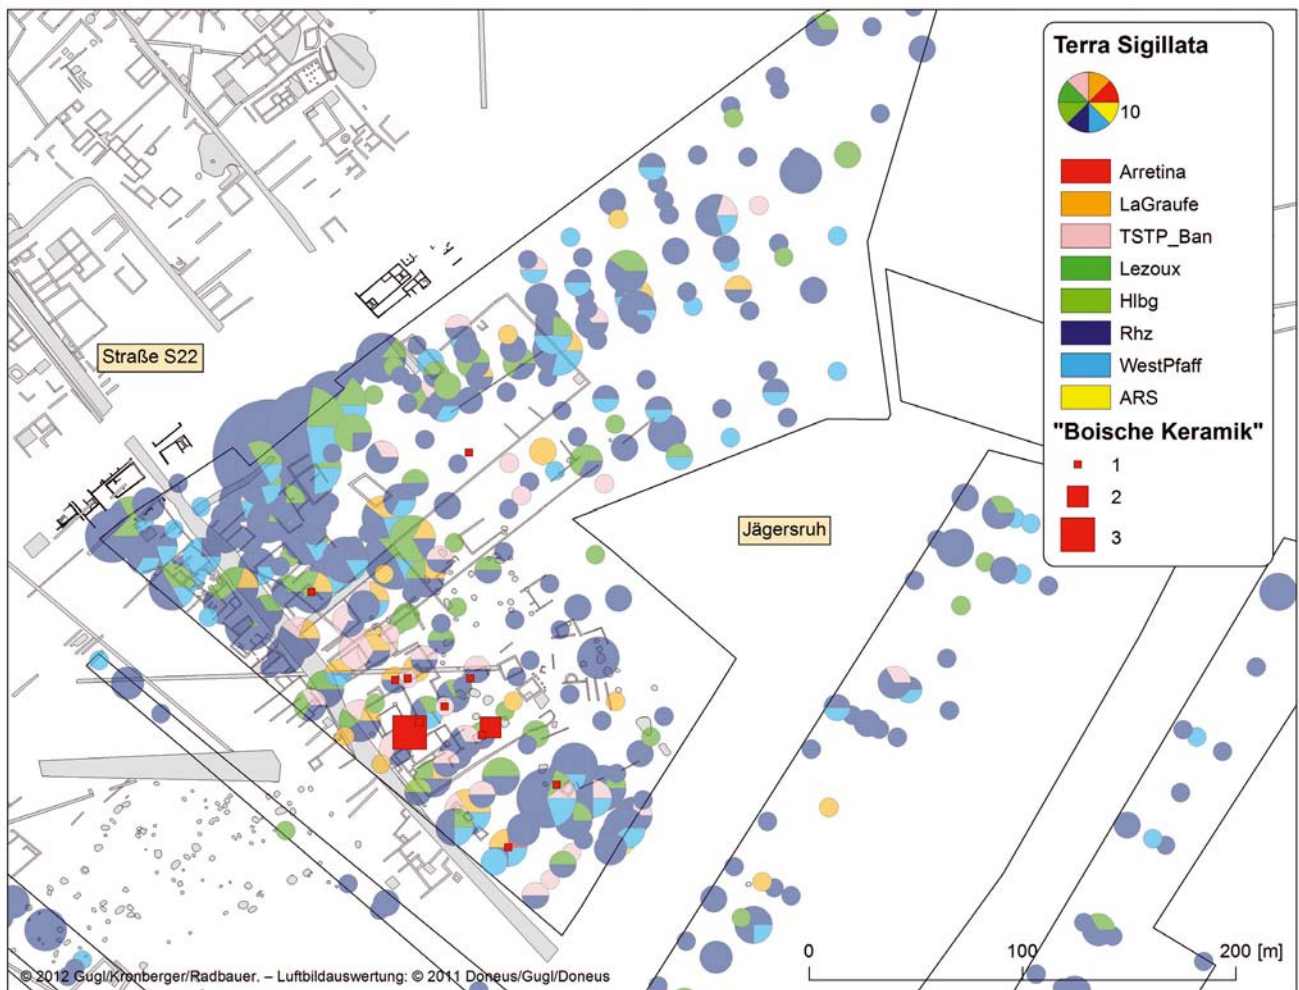 Terra Sigillata
10
Arretina
LaGraufe
TSTP_Ban
Lezoux
Hlbg
Rhz
WestPfaff
ARS
"Boische Keramik"
1
2
3
Straße S22
Jägersruh
0 100 200 [m]
© 2012 Gugl/Kronberger/Radbauer. – Luftbildauswertung: © 2011 Doneus/Gugl/Doneus